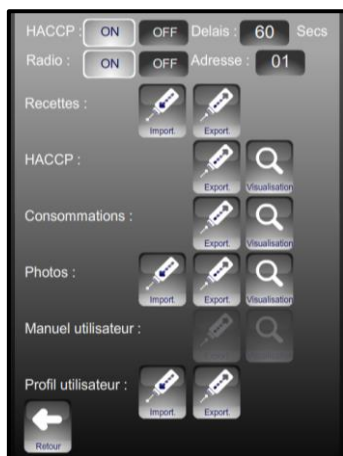 HACCP : ON OFF Delais : 60 Secs
Radio : ON OFF Adresse : 01
Recettes :
Import. Export.
HACCP :
Export. Visualisation
Consommations :
Export. Visualisation
Photos :
Import. Export. Visualisation
Manuel utilisateur :
Profil utilisateur :
Import. Export.
Retour